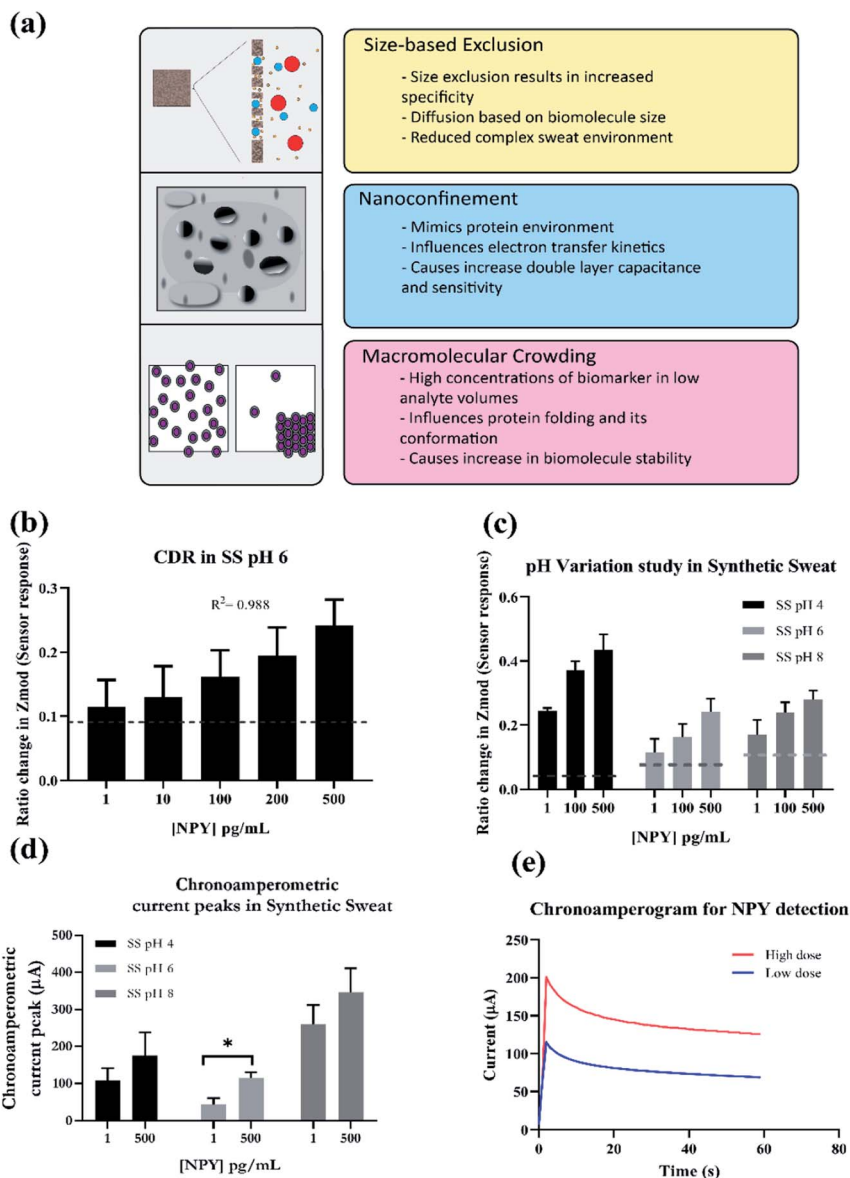 (a)
Size-based Exclusion
- Size exclusion results in increased
specificity
- Diffusion based on biomolecule size
- Reduced complex sweat environment
Nanoconfinement
- Mimics protein environment
- Influences electron transfer kinetics
- Causes increase double layer capacitance
and sensitivity
Macromolecular Crowding
- High concentrations of biomarker in low
analyte volumes
- Influences protein folding and its
conformation
- Causes increase in biomolecule stability
(b)
CDR in SS pH 6
R²= 0.988
Ratio change in Zmod (Sensor response)
0.3
0.2
0.1
0.0
1 10 100 200 500
[NPY] pg/mL
(c)
pH Variation study in Synthetic Sweat
Ratio change in Zmod (Sensor response)
0.6
0.4
0.2
0.0
SS pH 4
SS pH 6
SS pH 8
1 100 500 1 100 500 1 100 500
[NPY] pg/mL
(d)
Chronoamperometric
current peaks in Synthetic Sweat
Chronoamperometric
current peak (µA)
500
400
300
200
100
0
SS pH 4
SS pH 6
SS pH 8
*
1 500 1 500 1 500
[NPY] pg/mL
(e)
Chronoamperogram for NPY detection
Current (µA)
250
200
150
100
50
0
High dose
Low dose
0 20 40 60 80
Time (s)